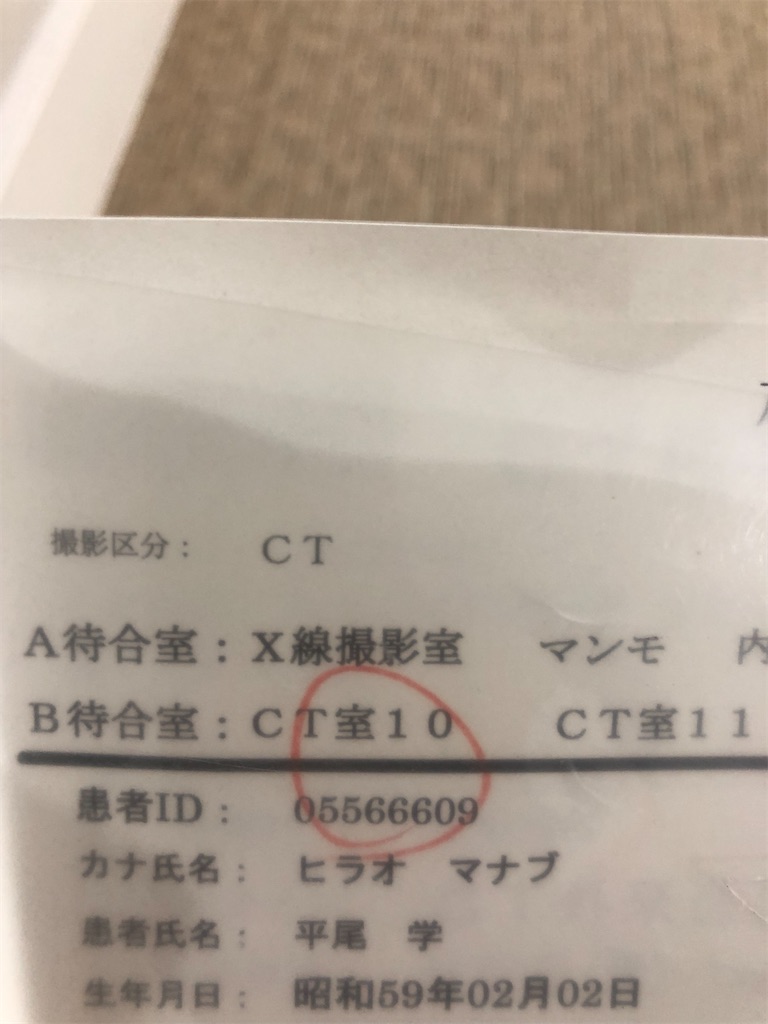 撮影区分： ＣＴ
Ａ待合室：Ｘ線撮影室　マンモ　内
Ｂ待合室：ＣＴ室１０　ＣＴ室１１
患者ID： 05566609
カナ氏名： ヒラオ　マナブ
患者氏名： 平尾　学
生年月日： 昭和59年02月02日